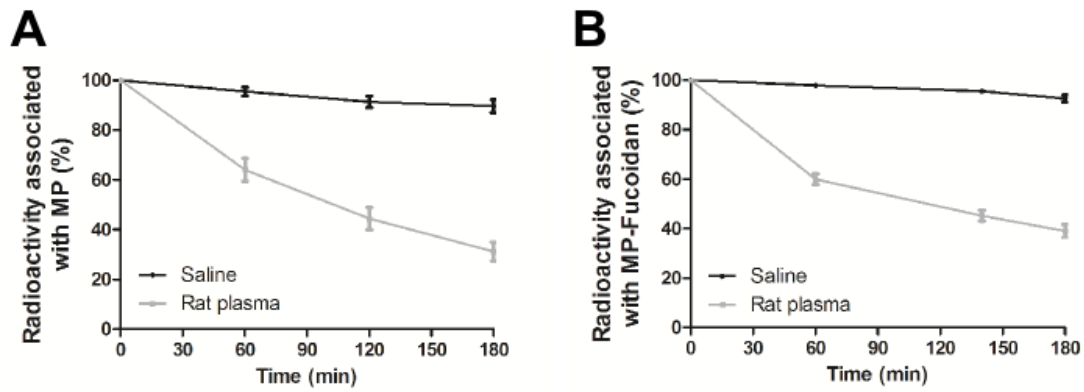 A
Radioactivity associated
with MP (%)
100
80
60
40
20
0
Saline
Rat plasma
0 30 60 90 120 150 180
Time (min)
B
Radioactivity associated
with MP-Fucoidan (%)
100
80
60
40
20
0
Saline
Rat plasma
0 30 60 90 120 150 180
Time (min)